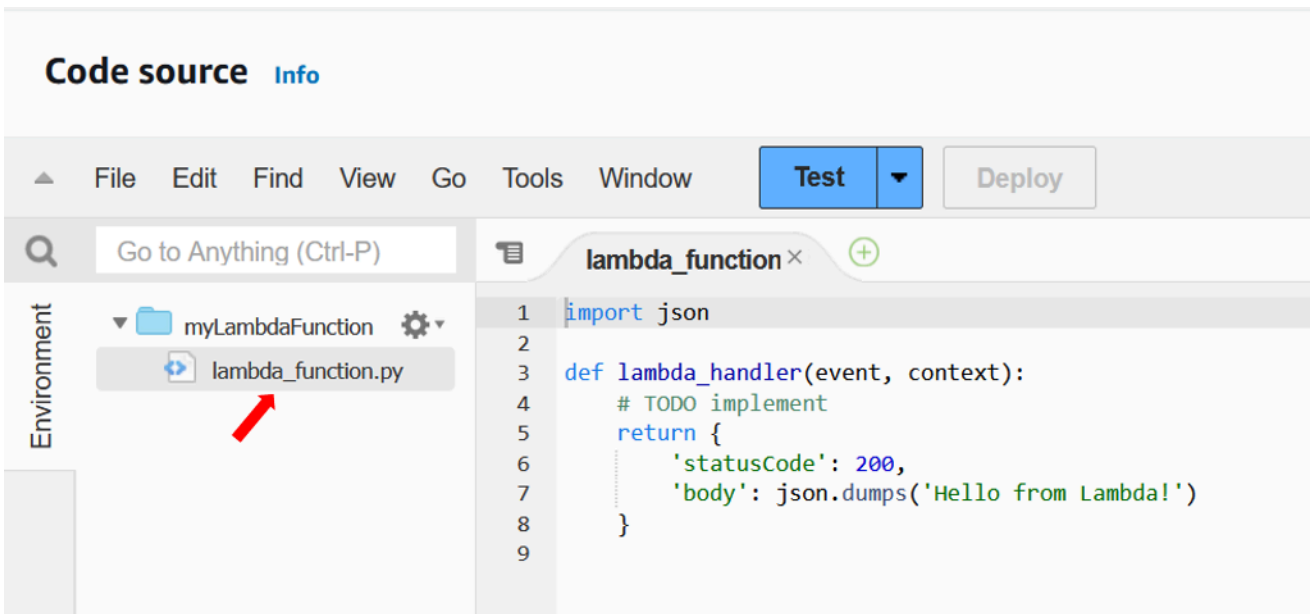 Code source Info
File Edit Find View Go Tools Window Test Deploy
Go to Anything (Ctrl-P)
lambda_function
Environment
myLambdaFunction
lambda_function.py
1 import json
2
3 def lambda_handler(event, context):
4     # TODO implement
5     return {
6         'statusCode': 200,
7         'body': json.dumps('Hello from Lambda!')
8     }
9